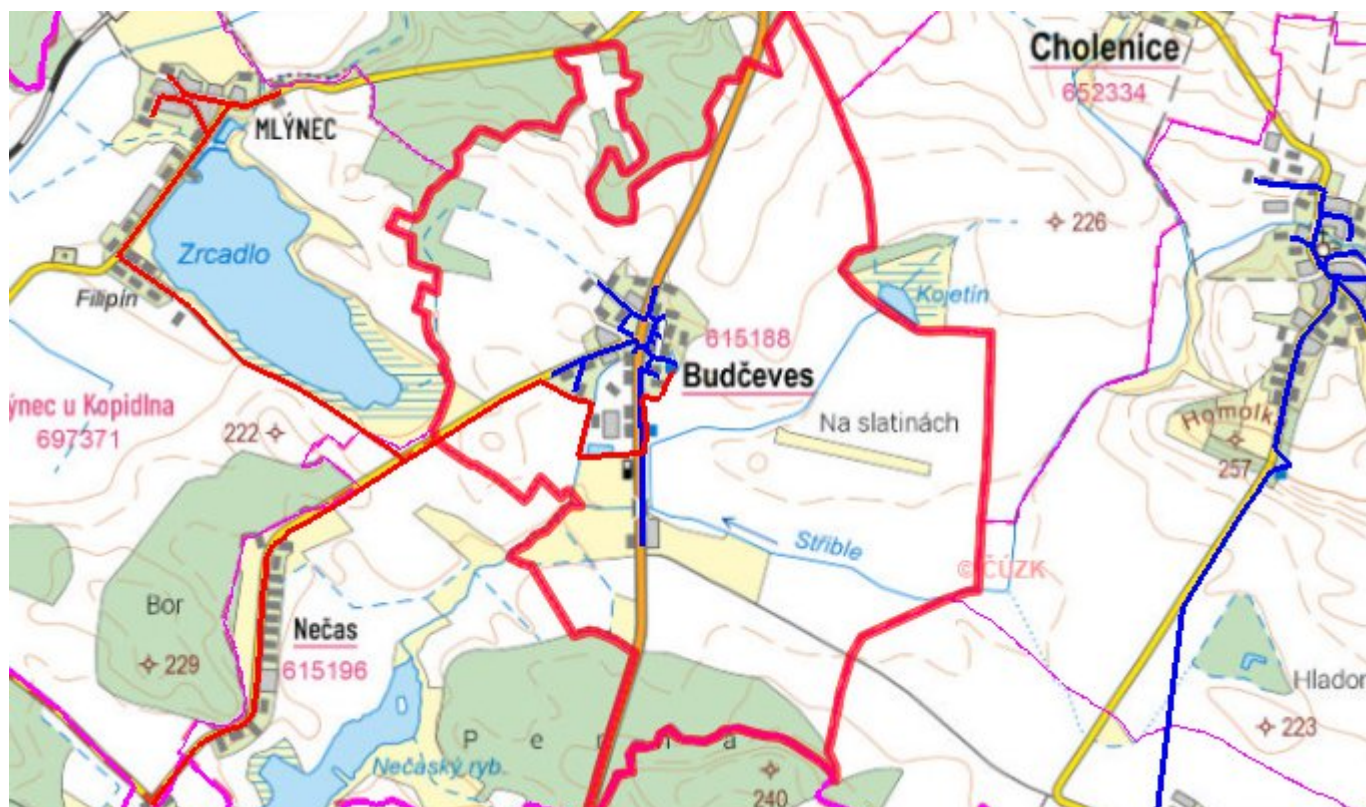 Cholenice
652334
MLÝNEC
226
Zrcadlo
Filipín
Kojetín
615188
Budčeves
ýnec u Kopidlna
697371
222
Na slatinách
Homolk
257
Střible
© ČÚZK
Bor
Nečas
615196
229
Hlador
223
Nečaský ryb.
240